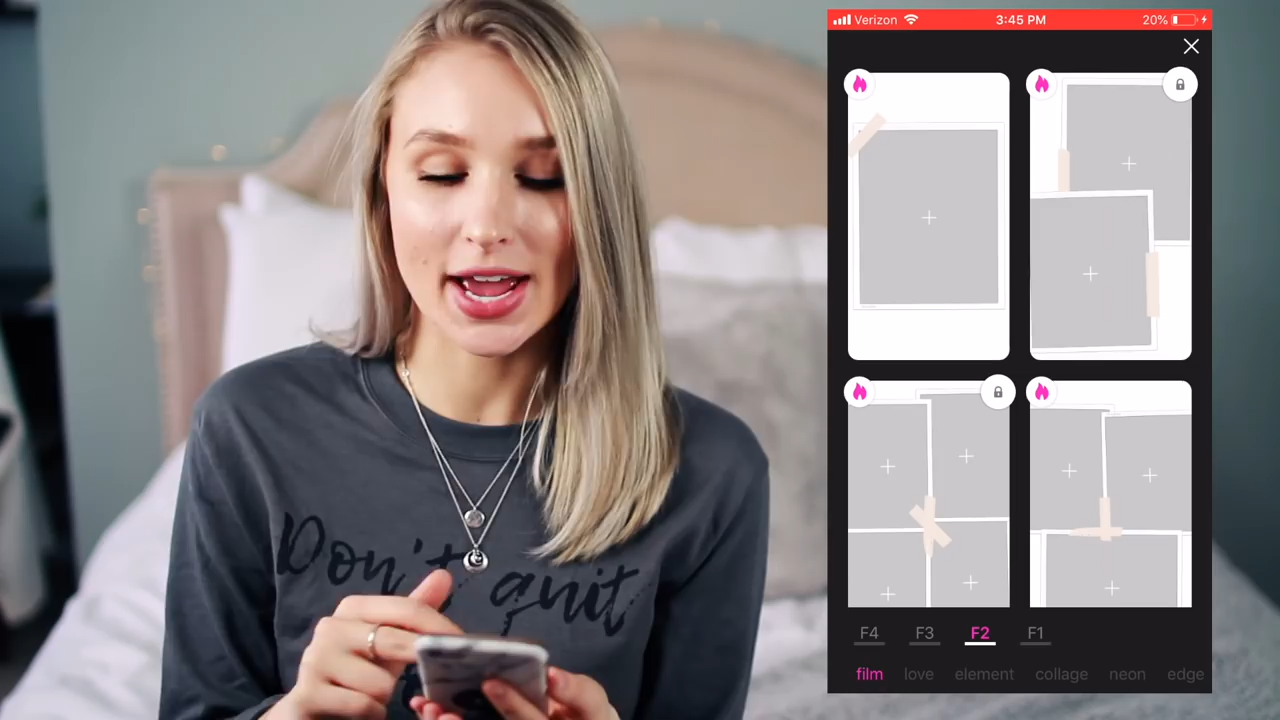 Verizon 3:45 PM 20%
Don't quit
F4 F3 F2 F1
film love element collage neon edge